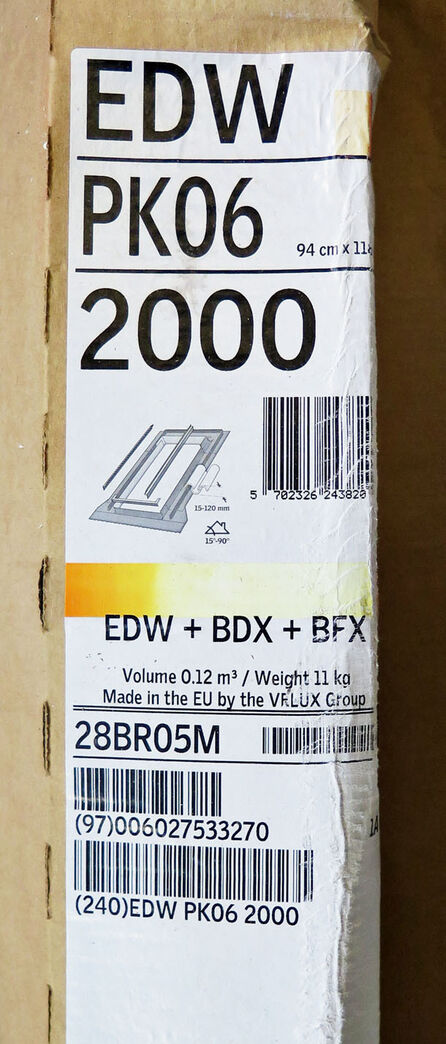 EDW
PK06
94 cm x 11
2000
5 702326 243820
15-120 mm
15°-90°
EDW + BDX + BFX
Volume 0.12 m³ / Weight 11 kg
Made in the EU by the VELUX Group
28BR05M
1A
(97)006027533270
(240)EDW PK06 2000